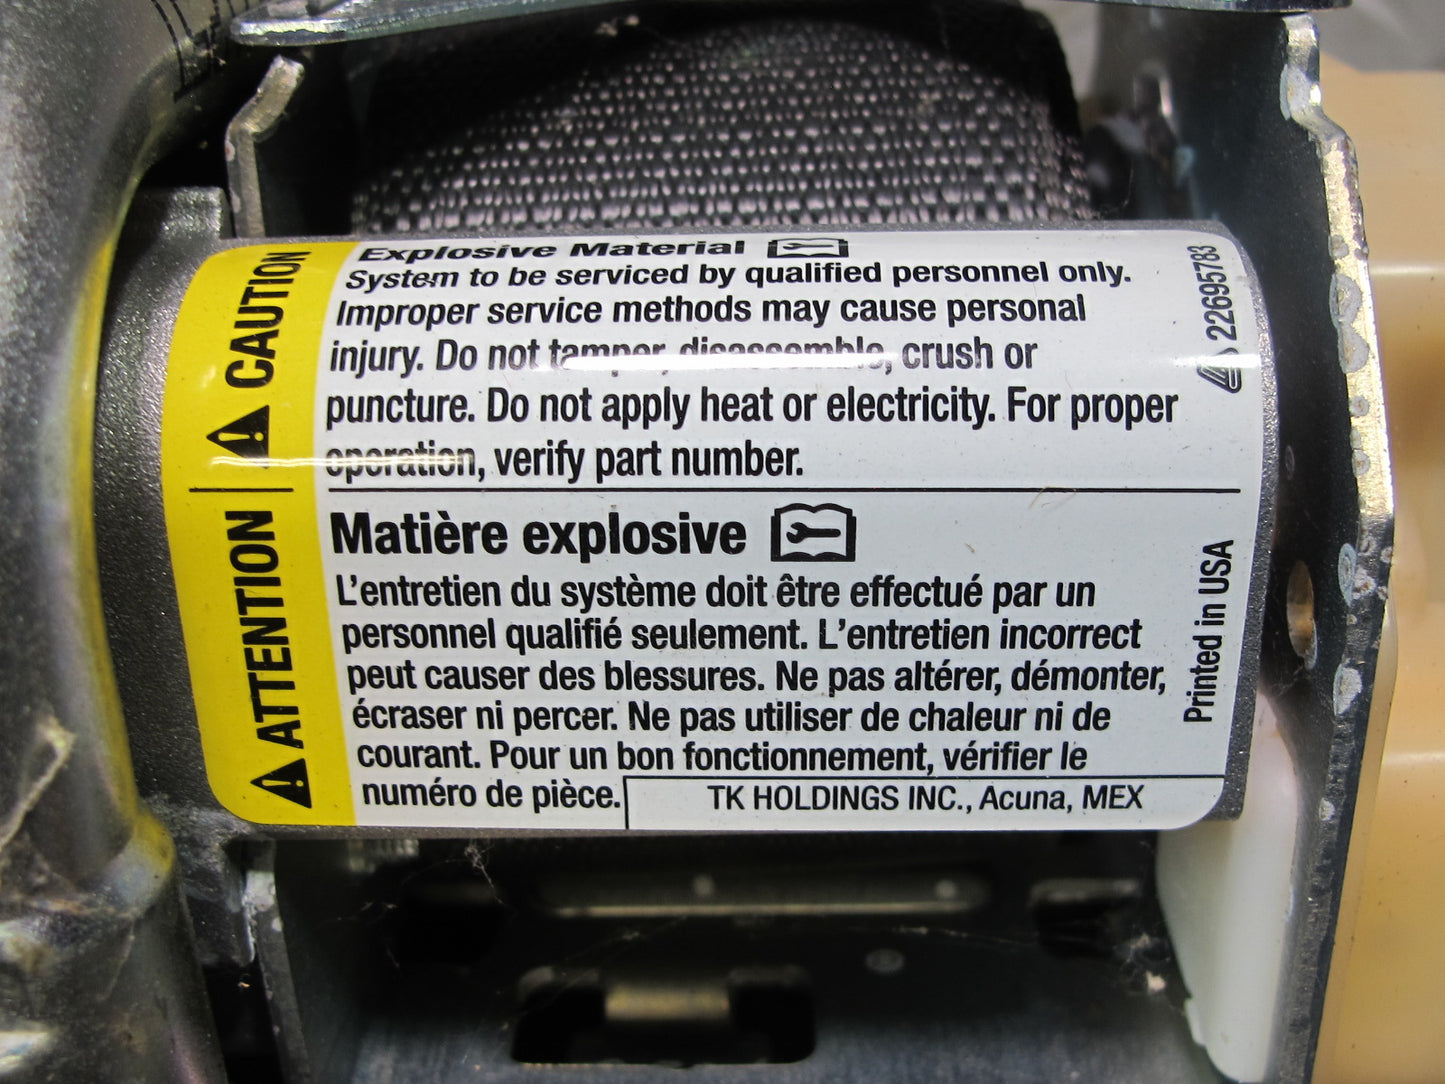 CAUTION
ATTENTION
Explosive Material
System to be serviced by qualified personnel only.
Improper service methods may cause personal
injury. Do not tamper, disassemble, crush or
puncture. Do not apply heat or electricity. For proper
operation, verify part number.
Matière explosive
L'entretien du système doit être effectué par un
personnel qualifié seulement. L'entretien incorrect
peut causer des blessures. Ne pas altérer, démonter,
écraser ni percer. Ne pas utiliser de chaleur ni de
courant. Pour un bon fonctionnement, vérifier le
numéro de pièce.
TK HOLDINGS INC., Acuna, MEX
22695783
Printed in USA